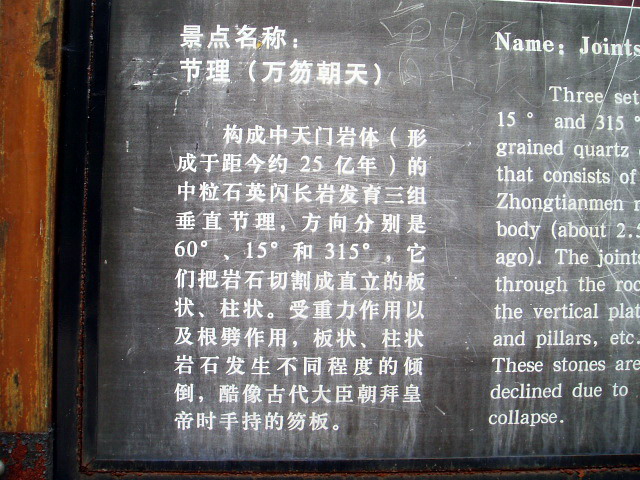 景点名称：
节理（万笏朝天）
构成中天门岩体（形
成于距今约 25 亿年）的
中粒石英闪长岩发育三组
垂直节理，方向分别是
60°、15°和 315°，它
们把岩石切割成直立的板
状、柱状。受重力作用以
及根劈作用，板状、柱状
岩石发生不同程度的倾
倒，酷像古代大臣朝拜皇
帝时手持的笏板。
Name: Joints
Three set
15 ° and 315 °
grained quartz
that consists of
Zhongtianmen
body (about 2.5
ago). The joints
through the roc
the vertical plat
and pillars, etc.
These stones are
declined due to
collapse.